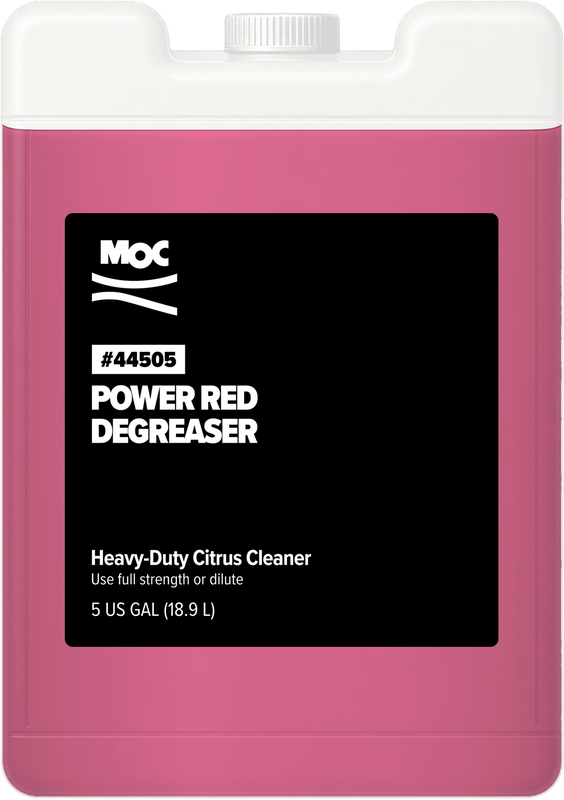 MOC
#44505
POWER RED
DEGREASER
Heavy-Duty Citrus Cleaner
Use full strength or dilute
5 US GAL (18.9 L)